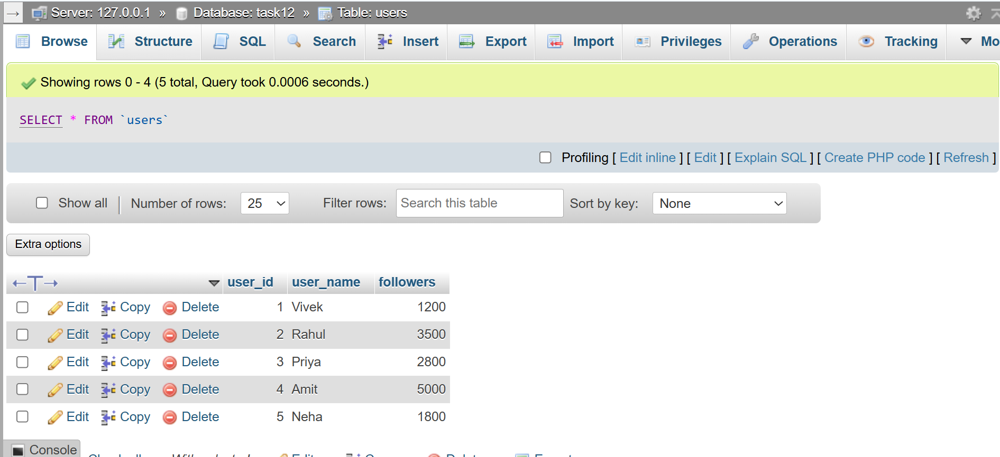 → Server: 127.0.0.1 » Database: task12 » Table: users
Browse Structure SQL Search Insert Export Import Privileges Operations Tracking Mo
Showing rows 0 - 4 (5 total, Query took 0.0006 seconds.)
SELECT * FROM `users`
Profiling [ Edit inline ] [ Edit ] [ Explain SQL ] [ Create PHP code ] [ Refresh ]
Show all | Number of rows: 25 Filter rows: Search this table Sort by key: None
Extra options
←T→ user_id user_name followers
Edit Copy Delete 1 Vivek 1200
Edit Copy Delete 2 Rahul 3500
Edit Copy Delete 3 Priya 2800
Edit Copy Delete 4 Amit 5000
Edit Copy Delete 5 Neha 1800
Console